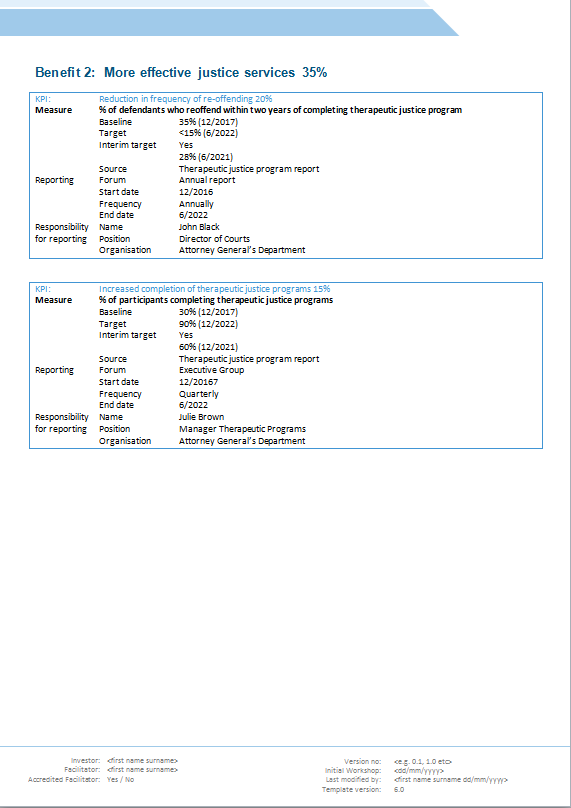 Benefit 2: More effective justice services 35%
KPI: Reduction in frequency of re-offending 20%
Measure % of defendants who reoffend within two years of completing therapeutic justice program
Baseline 35% (12/2017)
Target <15% (6/2022)
Interim target Yes
28% (6/2021)
Source Therapeutic justice program report
Reporting Forum Annual report
Start date 12/2016
Frequency Annually
End date 6/2022
Responsibility Name John Black
for reporting Position Director of Courts
Organisation Attorney General's Department
KPI: Increased completion of therapeutic justice programs 15%
Measure % of participants completing therapeutic justice programs
Baseline 30% (12/2017)
Target 90% (12/2022)
Interim target Yes
60% (12/2021)
Source Therapeutic justice program report
Reporting Forum Executive Group
Start date 12/20167
Frequency Quarterly
End date 6/2022
Responsibility Name Julie Brown
for reporting Position Manager Therapeutic Programs
Organisation Attorney General's Department
Investor: <first name surname> Version no: <e.g. 0.1, 1.0 etc>
Facilitator: <first name surname> Initial Workshop: <dd/mm/yyyy>
Accredited Facilitator: Yes / No Last modified by: <first name surname dd/mm/yyyy>
Template version: 6.0